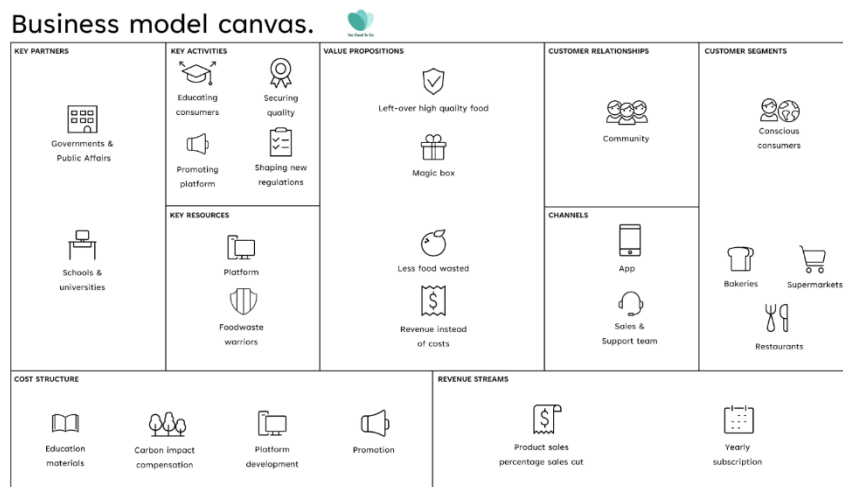 Business model canvas.
Too Good To Go
KEY PARTNERS
Governments &
Public Affairs
Schools &
universities
KEY ACTIVITIES
Educating
consumers
Securing
quality
Promoting
platform
Shaping new
regulations
KEY RESOURCES
Platform
Foodwaste
warriors
VALUE PROPOSITIONS
Left-over high quality food
Magic box
Less food wasted
Revenue instead
of costs
CUSTOMER RELATIONSHIPS
Community
CHANNELS
App
Sales &
Support team
CUSTOMER SEGMENTS
Conscious
consumers
Bakeries
Supermarkets
Restaurants
COST STRUCTURE
Education
materials
Carbon impact
compensation
Platform
development
Promotion
REVENUE STREAMS
Product sales
percentage sales cut
Yearly
subscription